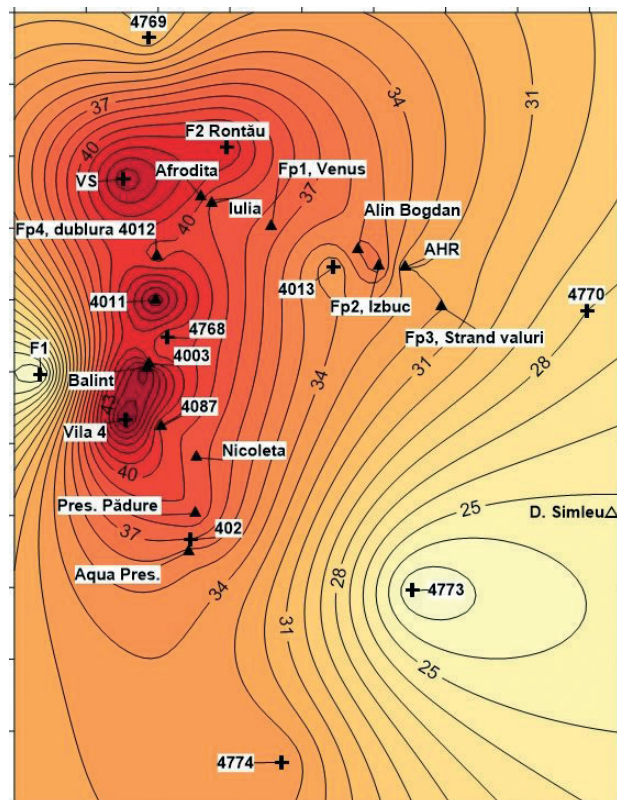 4769
37
34
31
40
F2 Rontău
Afrodita
Fp1, Venus
VS
Iulia
37
Alin Bogdan
Fp4, dublura 4012
40
AHR
4011
4013
4770
Fp2, Izbuc
4768
Fp3, Strand valuri
F1
4003
31
28
Balint
34
43
4087
Vila 4
Nicoleta
40
Pres. Pădure
25
D. Simleu
402
37
Aqua Pres.
28
34
4773
31
25
4774